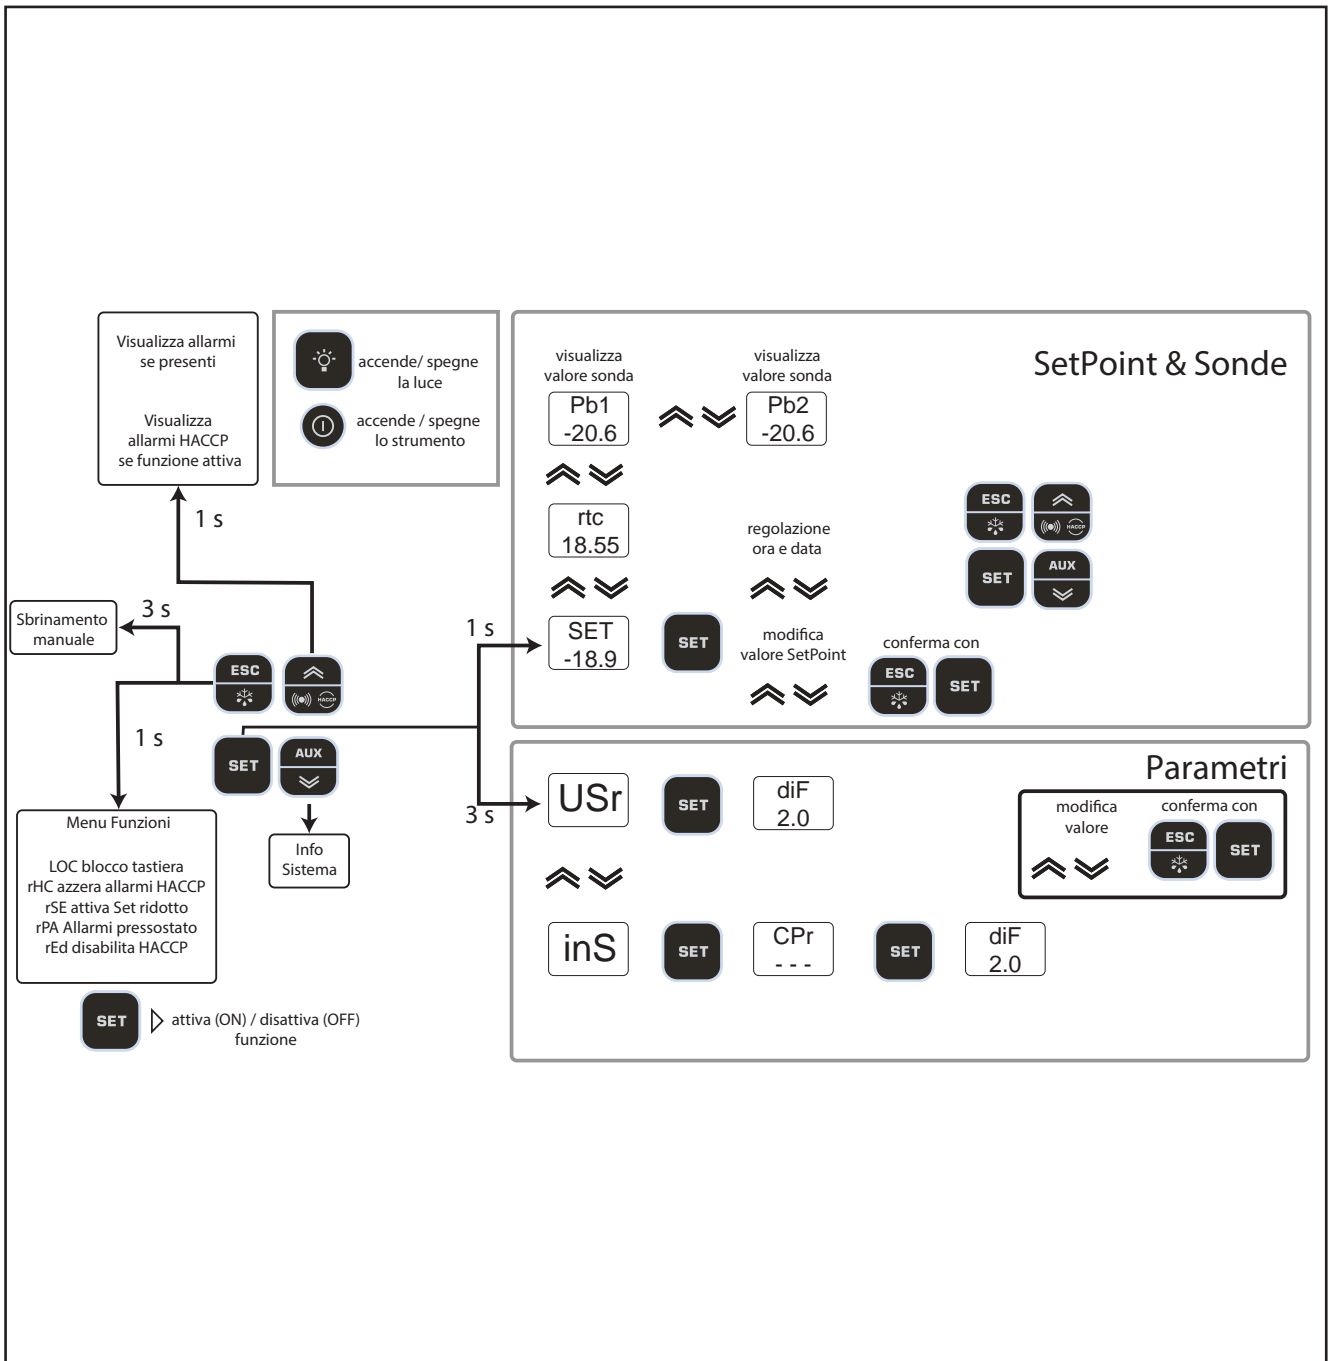 Visualizza allarmi
se presenti
Visualizza
allarmi HACCP
se funzione attiva
accende/ spegne
la luce
accende / spegne
lo strumento
1 s
3 s
Sbrinamento
manuale
ESC
HACCP
1 s
SET
AUX
Info
Sistema
Menu Funzioni
LOC blocco tastiera
rHC azzera allarmi HACCP
rSE attiva Set ridotto
rPA Allarmi pressostato
rEd disabilita HACCP
SET
attiva (ON) / disattiva (OFF)
funzione
1 s
3 s
SetPoint & Sonde
visualizza
valore sonda
Pb1
-20.6
visualizza
valore sonda
Pb2
-20.6
rtc
18.55
regolazione
ora e data
ESC
HACCP
SET
AUX
SET
-18.9
SET
modifica
valore SetPoint
conferma con
ESC
SET
Parametri
USr
SET
diF
2.0
modifica
valore
conferma con
ESC
SET
inS
SET
CPr
- - -
SET
diF
2.0